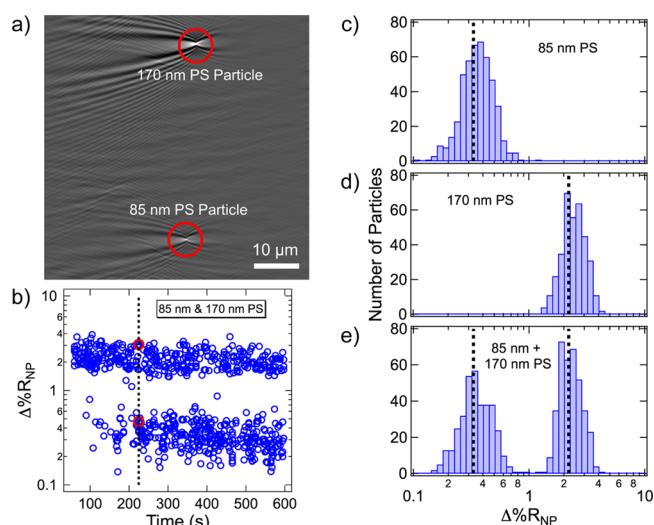 a)
170 nm PS Particle
85 nm PS Particle
10 μm
b)
10
6
4
2
1
6
4
2
0.1
Δ%R_NP
85 nm & 170 nm PS
100 200 300 400 500 600
Time (s)
c)
80
60
40
20
0
85 nm PS
d)
80
60
40
20
0
170 nm PS
Number of Particles
e)
80
60
40
20
0
85 nm +
170 nm PS
0.1 2 4 6 8 1 2 4 6 8 10
Δ%R_NP